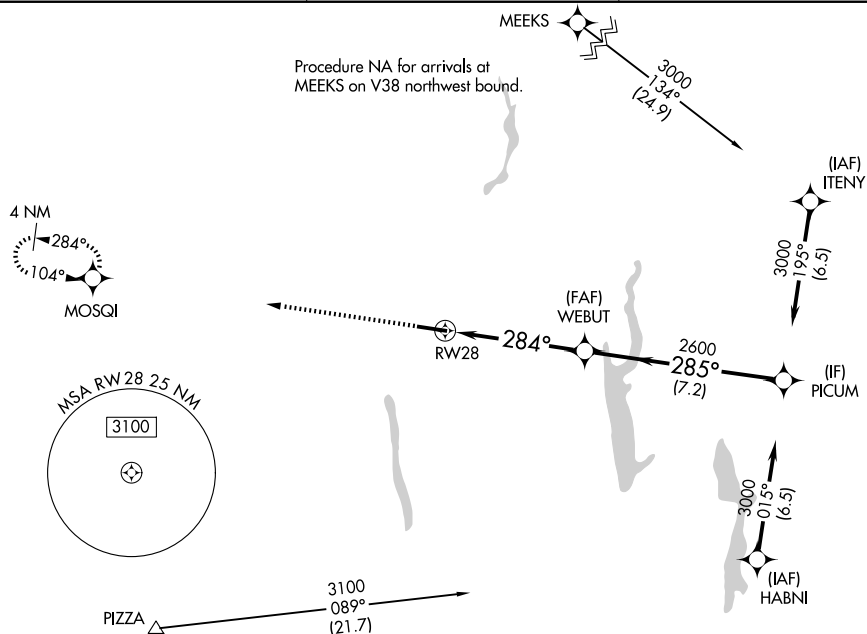 MEEKS
Procedure NA for arrivals at
MEEKS on V38 northwest bound.
3000
134°
(24.9)
(IAF)
ITENY
4 NM
284°
104°
MOSQI
3000
195°
(6.5)
(FAF)
WEBUT
RW28
284°
2600
285°
(7.2)
(IF)
PICUM
MSA RW 28 25 NM
3100
3000
015°
(6.5)
(IAF)
HABNI
PIZZA
3100
089°
(21.7)